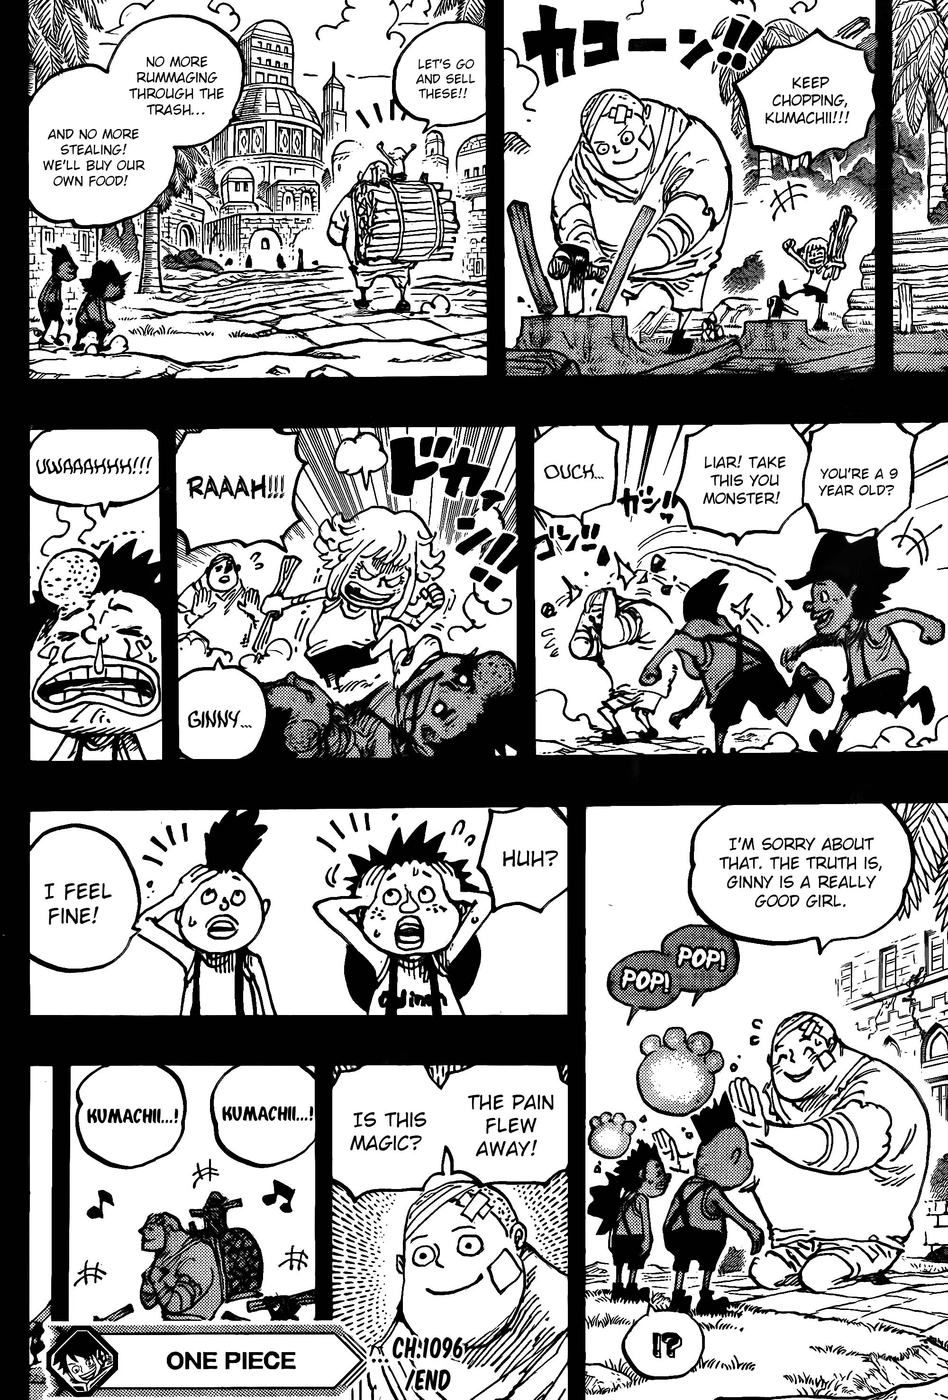 カコーン!!
KEEP
CHOPPING,
KUMACHI!!!
LET'S GO
AND SELL
THESE!!
NO MORE
RUMMAGING
THROUGH THE
TRASH...
AND NO MORE
STEALING!
WE'LL BUY OUR
OWN FOOD!
YOU'RE A 9
YEAR OLD?
LIAR! TAKE
THIS YOU
MONSTER!
OUCH...
ガン!!
ゴン!!
ドカーン!!
RAAAH!!!
GINNY...
UWAAAHHH!!!
I'M SORRY ABOUT
THAT. THE TRUTH IS,
GINNY IS A REALLY
GOOD GIRL.
POP!
POP!
!?
HUH?
I FEEL
FINE!
THE PAIN
FLEW
AWAY!
IS THIS
MAGIC?
KUMACHI...!
KUMACHI...!
ONE PIECE
... CH:1096
/END